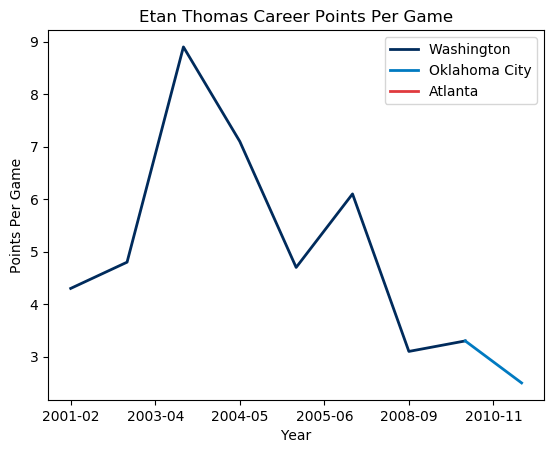 Etan Thomas Career Points Per Game
Washington
Oklahoma City
Atlanta
9
8
7
6
5
4
3
Points Per Game
2001-02
2003-04
2004-05
2005-06
2008-09
2010-11
Year